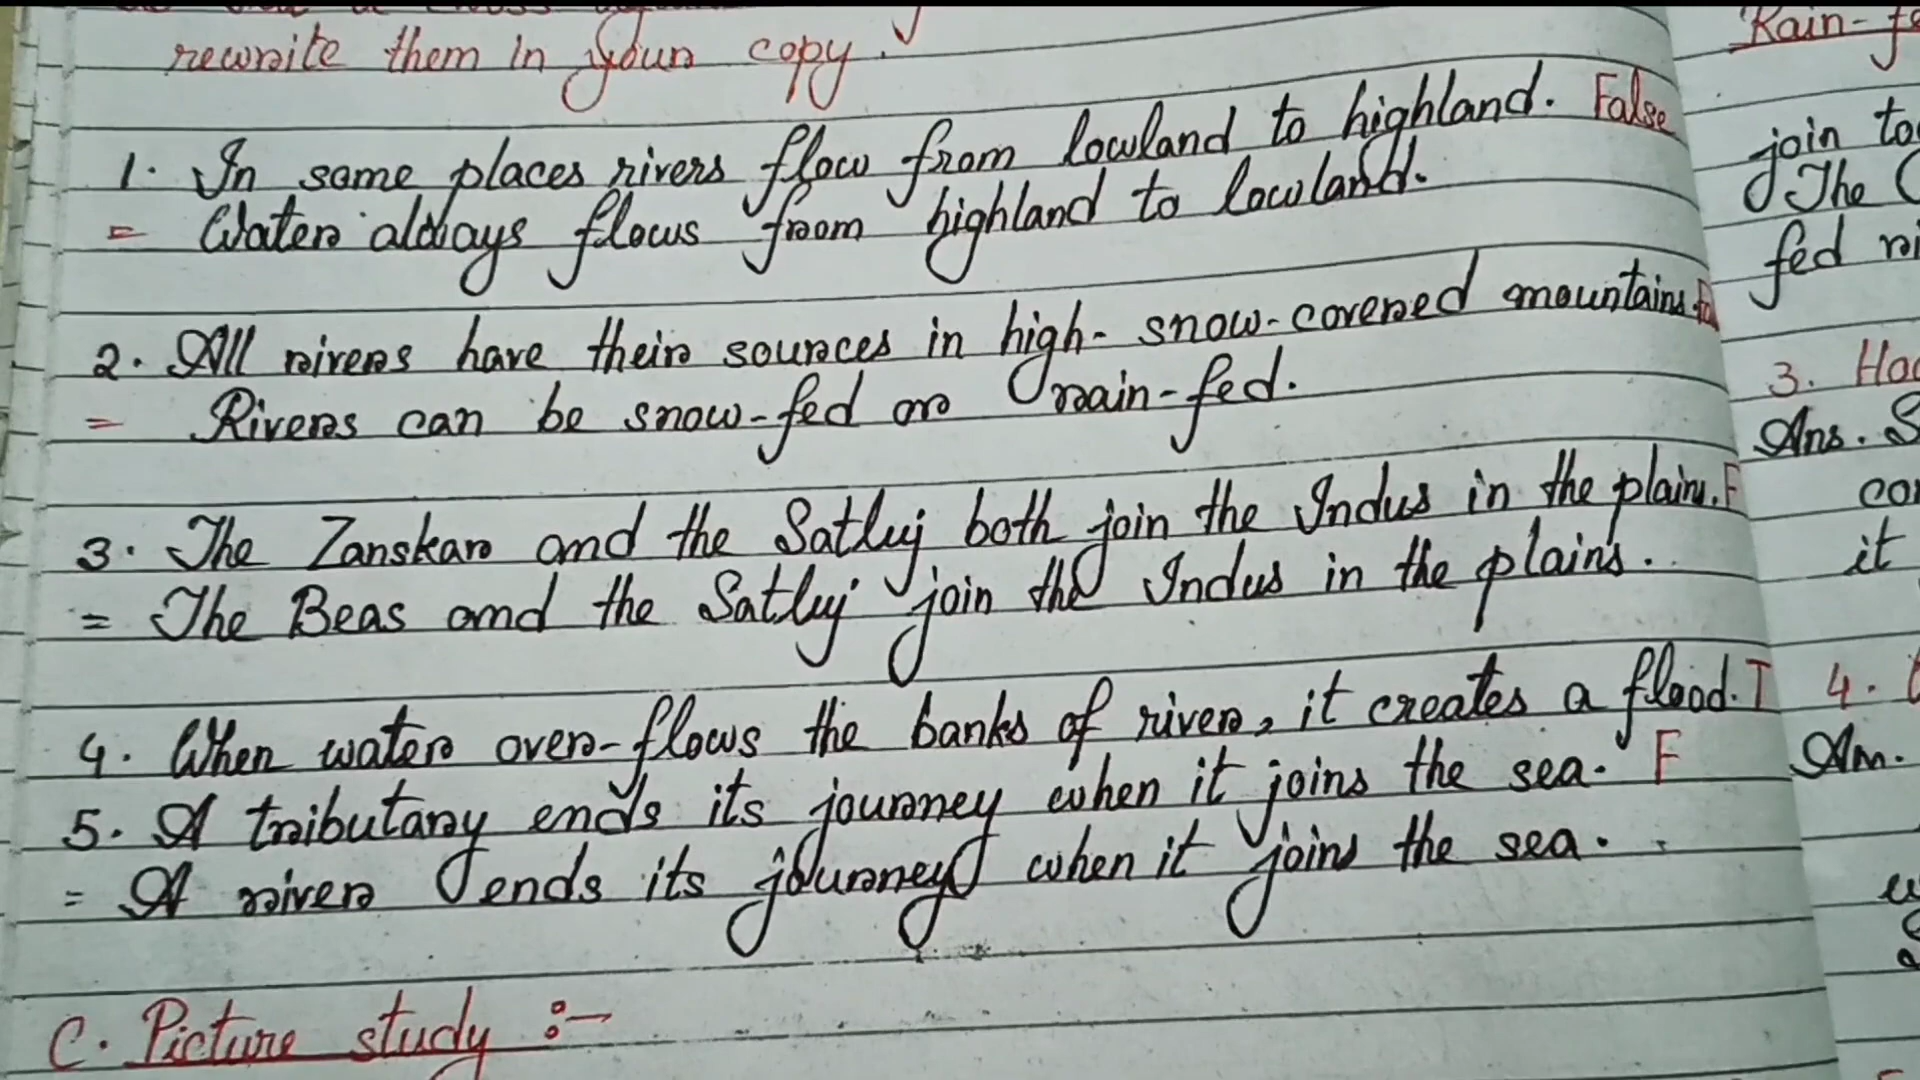 rewrite them in your copy.
1. In some places rivers flow from lowland to highland. False
= Water always flows from highland to lowland.
2. All rivers have their sources in high-snow-covered mountains.
= Rivers can be snow-fed or rain-fed.
3. The Zanskar and the Satluj both join the Indus in the plains. F
= The Beas and the Satluj join the Indus in the plains.
4. When water over-flows the banks of river, it creates a flood. T
5. A tributary ends its journey when it joins the sea. F
= A river ends its journey when it joins the sea.
C. Picture study :-
Rain-
join
The
fed
3.
Ans.
it
4.